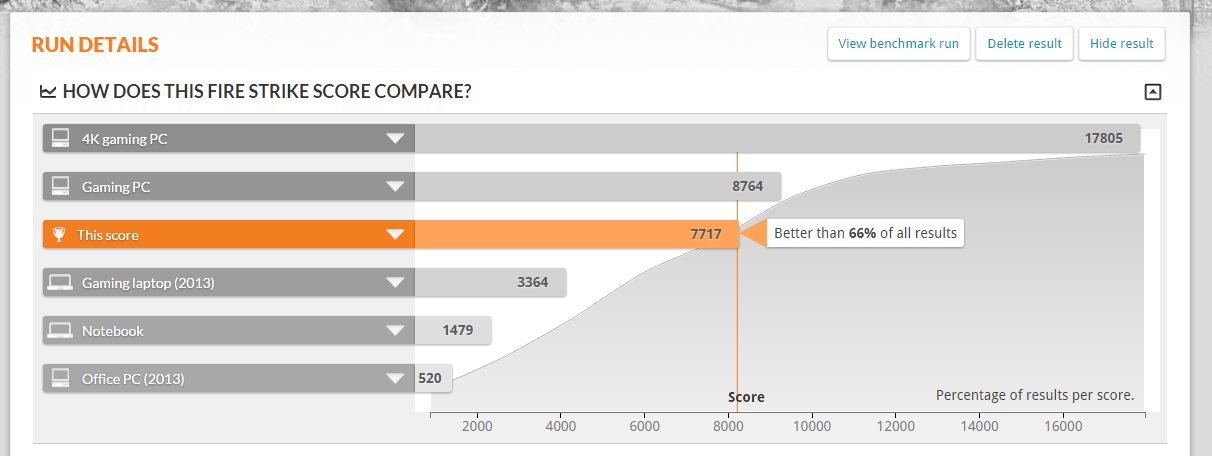 RUN DETAILS
View benchmark run
Delete result
Hide result
HOW DOES THIS FIRE STRIKE SCORE COMPARE?
4K gaming PC 17805
Gaming PC 8764
This score 7717
Better than 66% of all results
Gaming laptop (2013) 3364
Notebook 1479
Office PC (2013) 520
Score
Percentage of results per score.
2000 4000 6000 8000 10000 12000 14000 16000